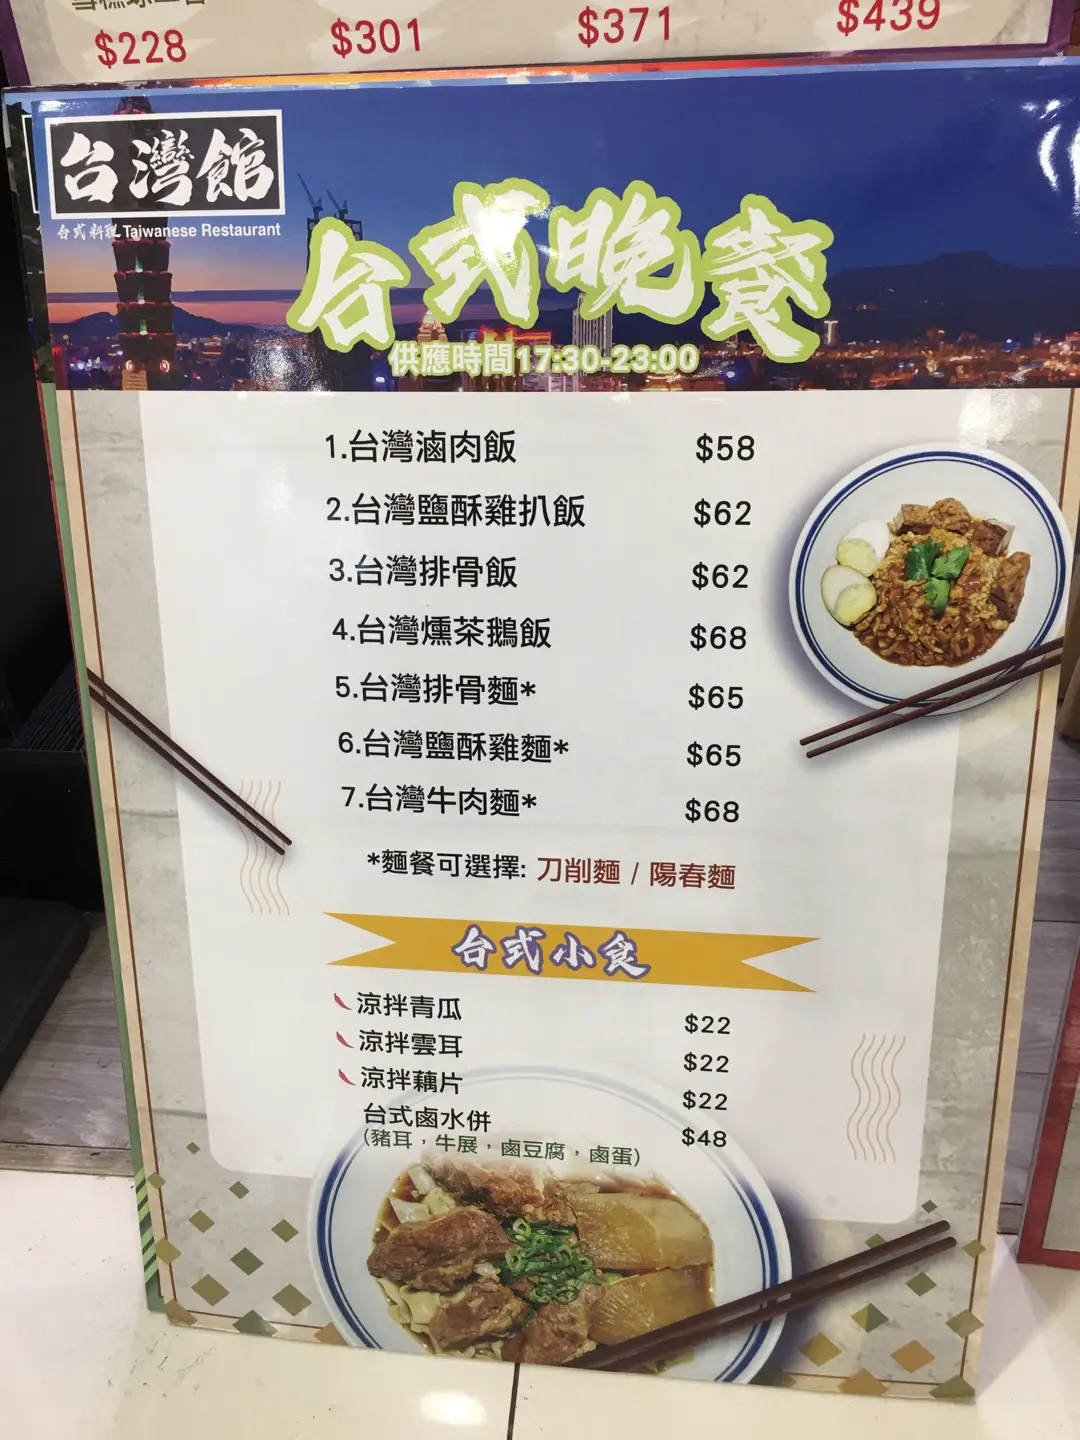 $228 $301 $371 $439
台灣館
台式料理 Taiwanese Restaurant
台式晚餐
供應時間17:30-23:00
1.台灣滷肉飯 $58
2.台灣鹽酥雞扒飯 $62
3.台灣排骨飯 $62
4.台灣燻茶鵝飯 $68
5.台灣排骨麵* $65
6.台灣鹽酥雞麵* $65
7.台灣牛肉麵* $68
*麵餐可選擇: 刀削麵 / 陽春麵
台式小食
涼拌青瓜 $22
涼拌雲耳 $22
涼拌藕片 $22
台式鹵水併 $48
(豬耳，牛展，鹵豆腐，鹵蛋)